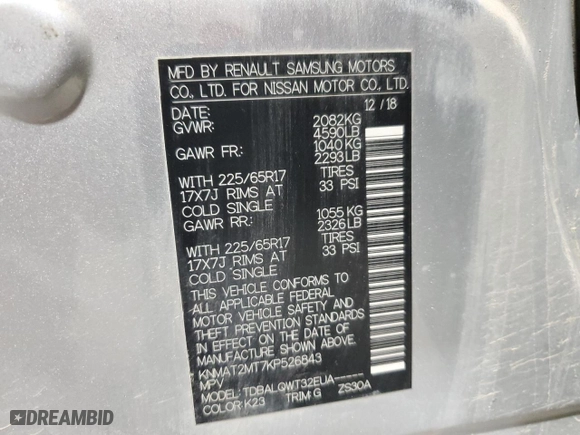 MFD BY RENAULT SAMSUNG MOTORS
CO., LTD. FOR NISSAN MOTOR CO., LTD.
DATE: 12 / 18
GVWR: 2082KG
4590LB
GAWR FR: 1040 KG
2293 LB
WITH 225/65R17 TIRES
17X7J RIMS AT 33 PSI
COLD SINGLE
GAWR RR: 1055 KG
2326 LB
WITH 225/65R17 TIRES
17X7J RIMS AT 33 PSI
COLD SINGLE
THIS VEHICLE CONFORMS TO
ALL APPLICABLE FEDERAL
MOTOR VEHICLE SAFETY AND
THEFT PREVENTION STANDARDS
IN EFFECT ON THE DATE OF
MANUFACTURE SHOWN ABOVE.
KNMAT2MT7KP526843
MPV
MODEL: TDBALQWT32EUA-----
COLOR: K23 TRIM: G ZS30A
DREAMBID
DREAMBID